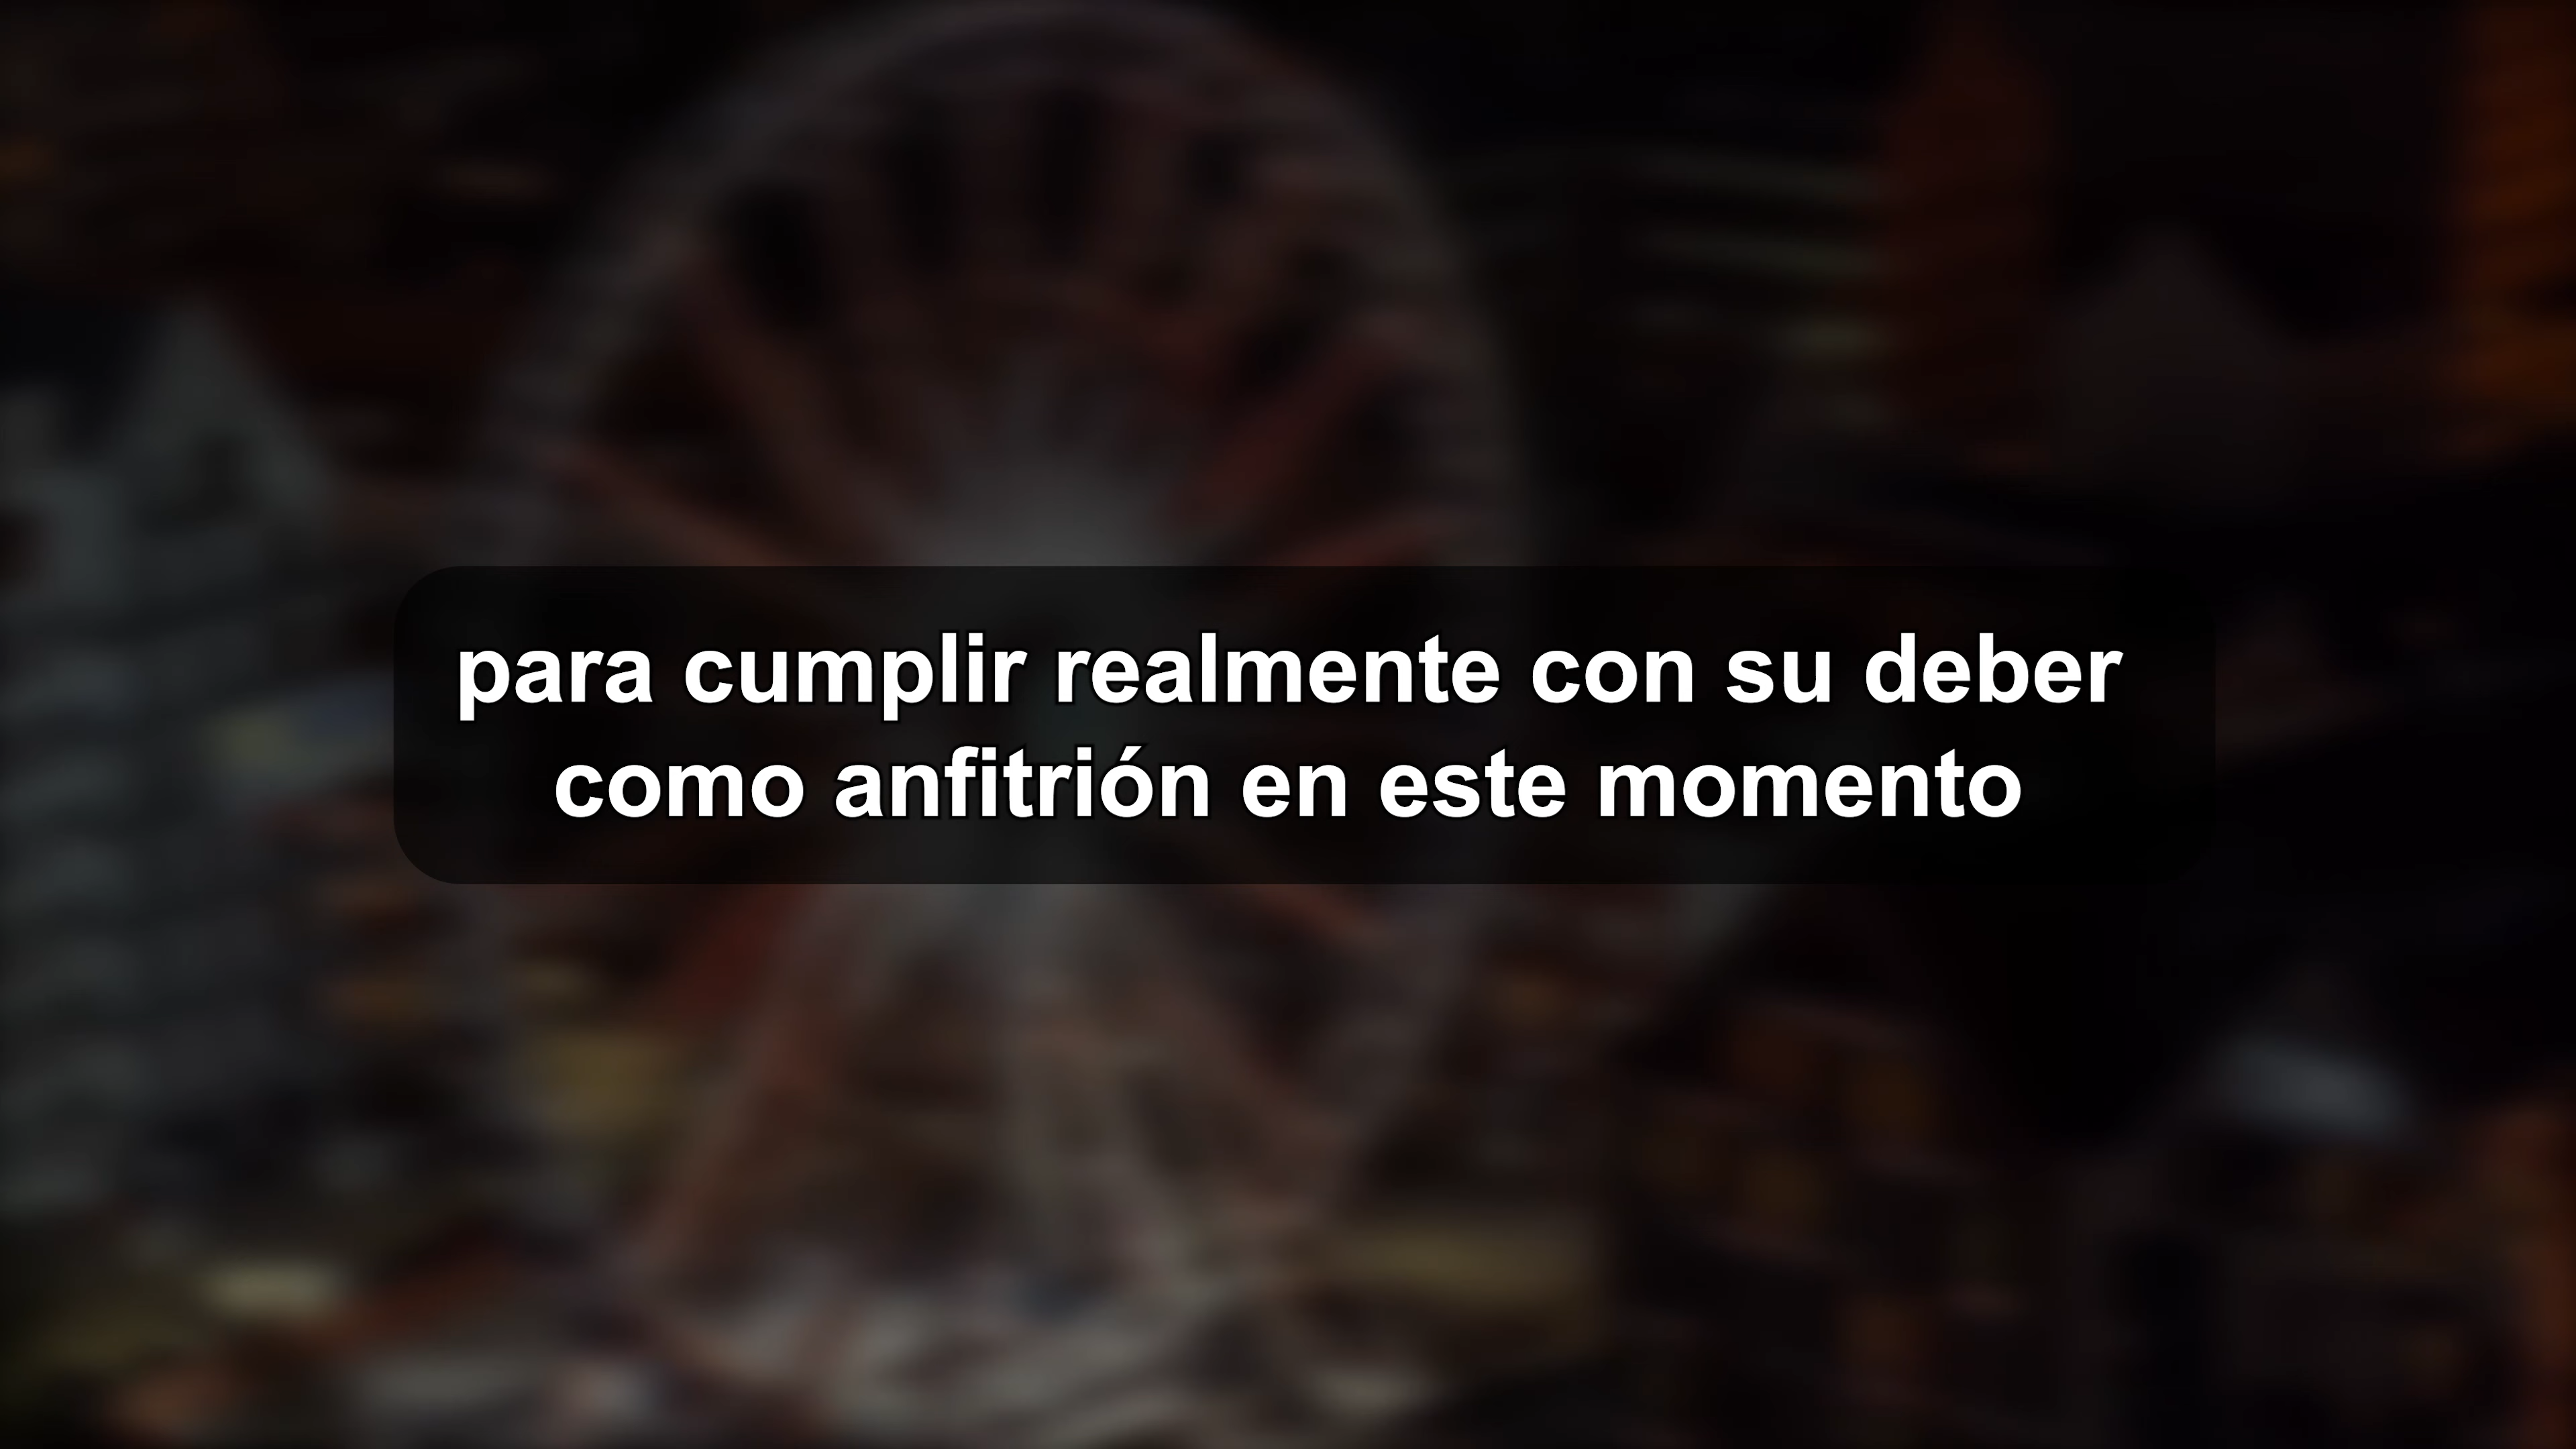 para cumplir realmente con su deber
como anfitrión en este momento